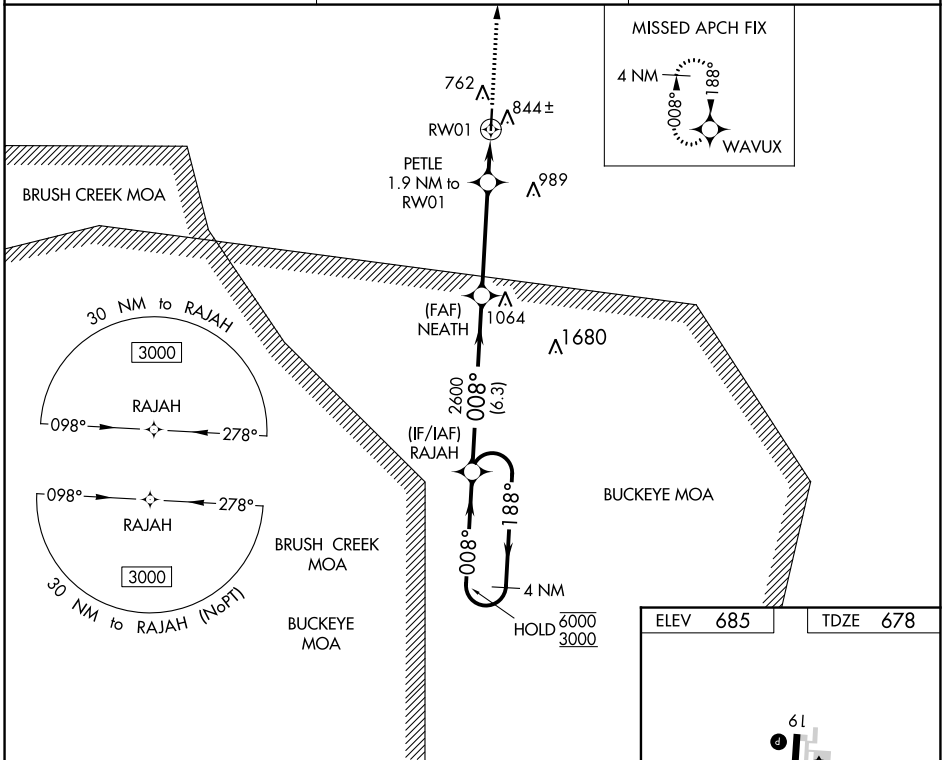 MISSED APCH FIX
4 NM
188°
008°
WAVUX
762
844±
RW01
PETLE
1.9 NM to
RW01
989
BRUSH CREEK MOA
(FAF)
NEATH
1064
1680
30 NM to RAJAH
3000
RAJAH
098°
278°
2600
008°
(6.3)
(IF/IAF)
RAJAH
098°
278°
RAJAH
3000
30 NM to RAJAH (NoPT)
BRUSH CREEK
MOA
BUCKEYE
MOA
008°
188°
4 NM
HOLD
6000
3000
BUCKEYE MOA
ELEV 685
TDZE 678
19
P